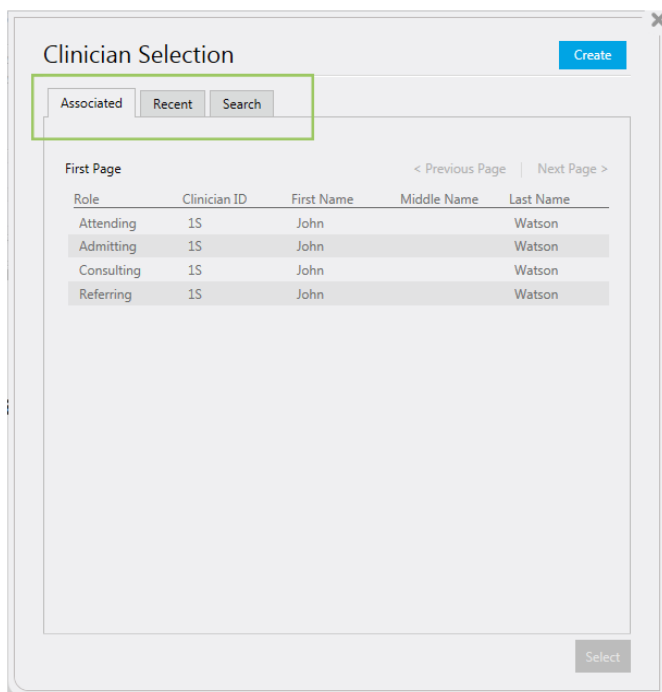 Clinician Selection Create
Associated Recent Search
First Page < Previous Page | Next Page >
Role Clinician ID First Name Middle Name Last Name
Attending 1S John Watson
Admitting 1S John Watson
Consulting 1S John Watson
Referring 1S John Watson
Select